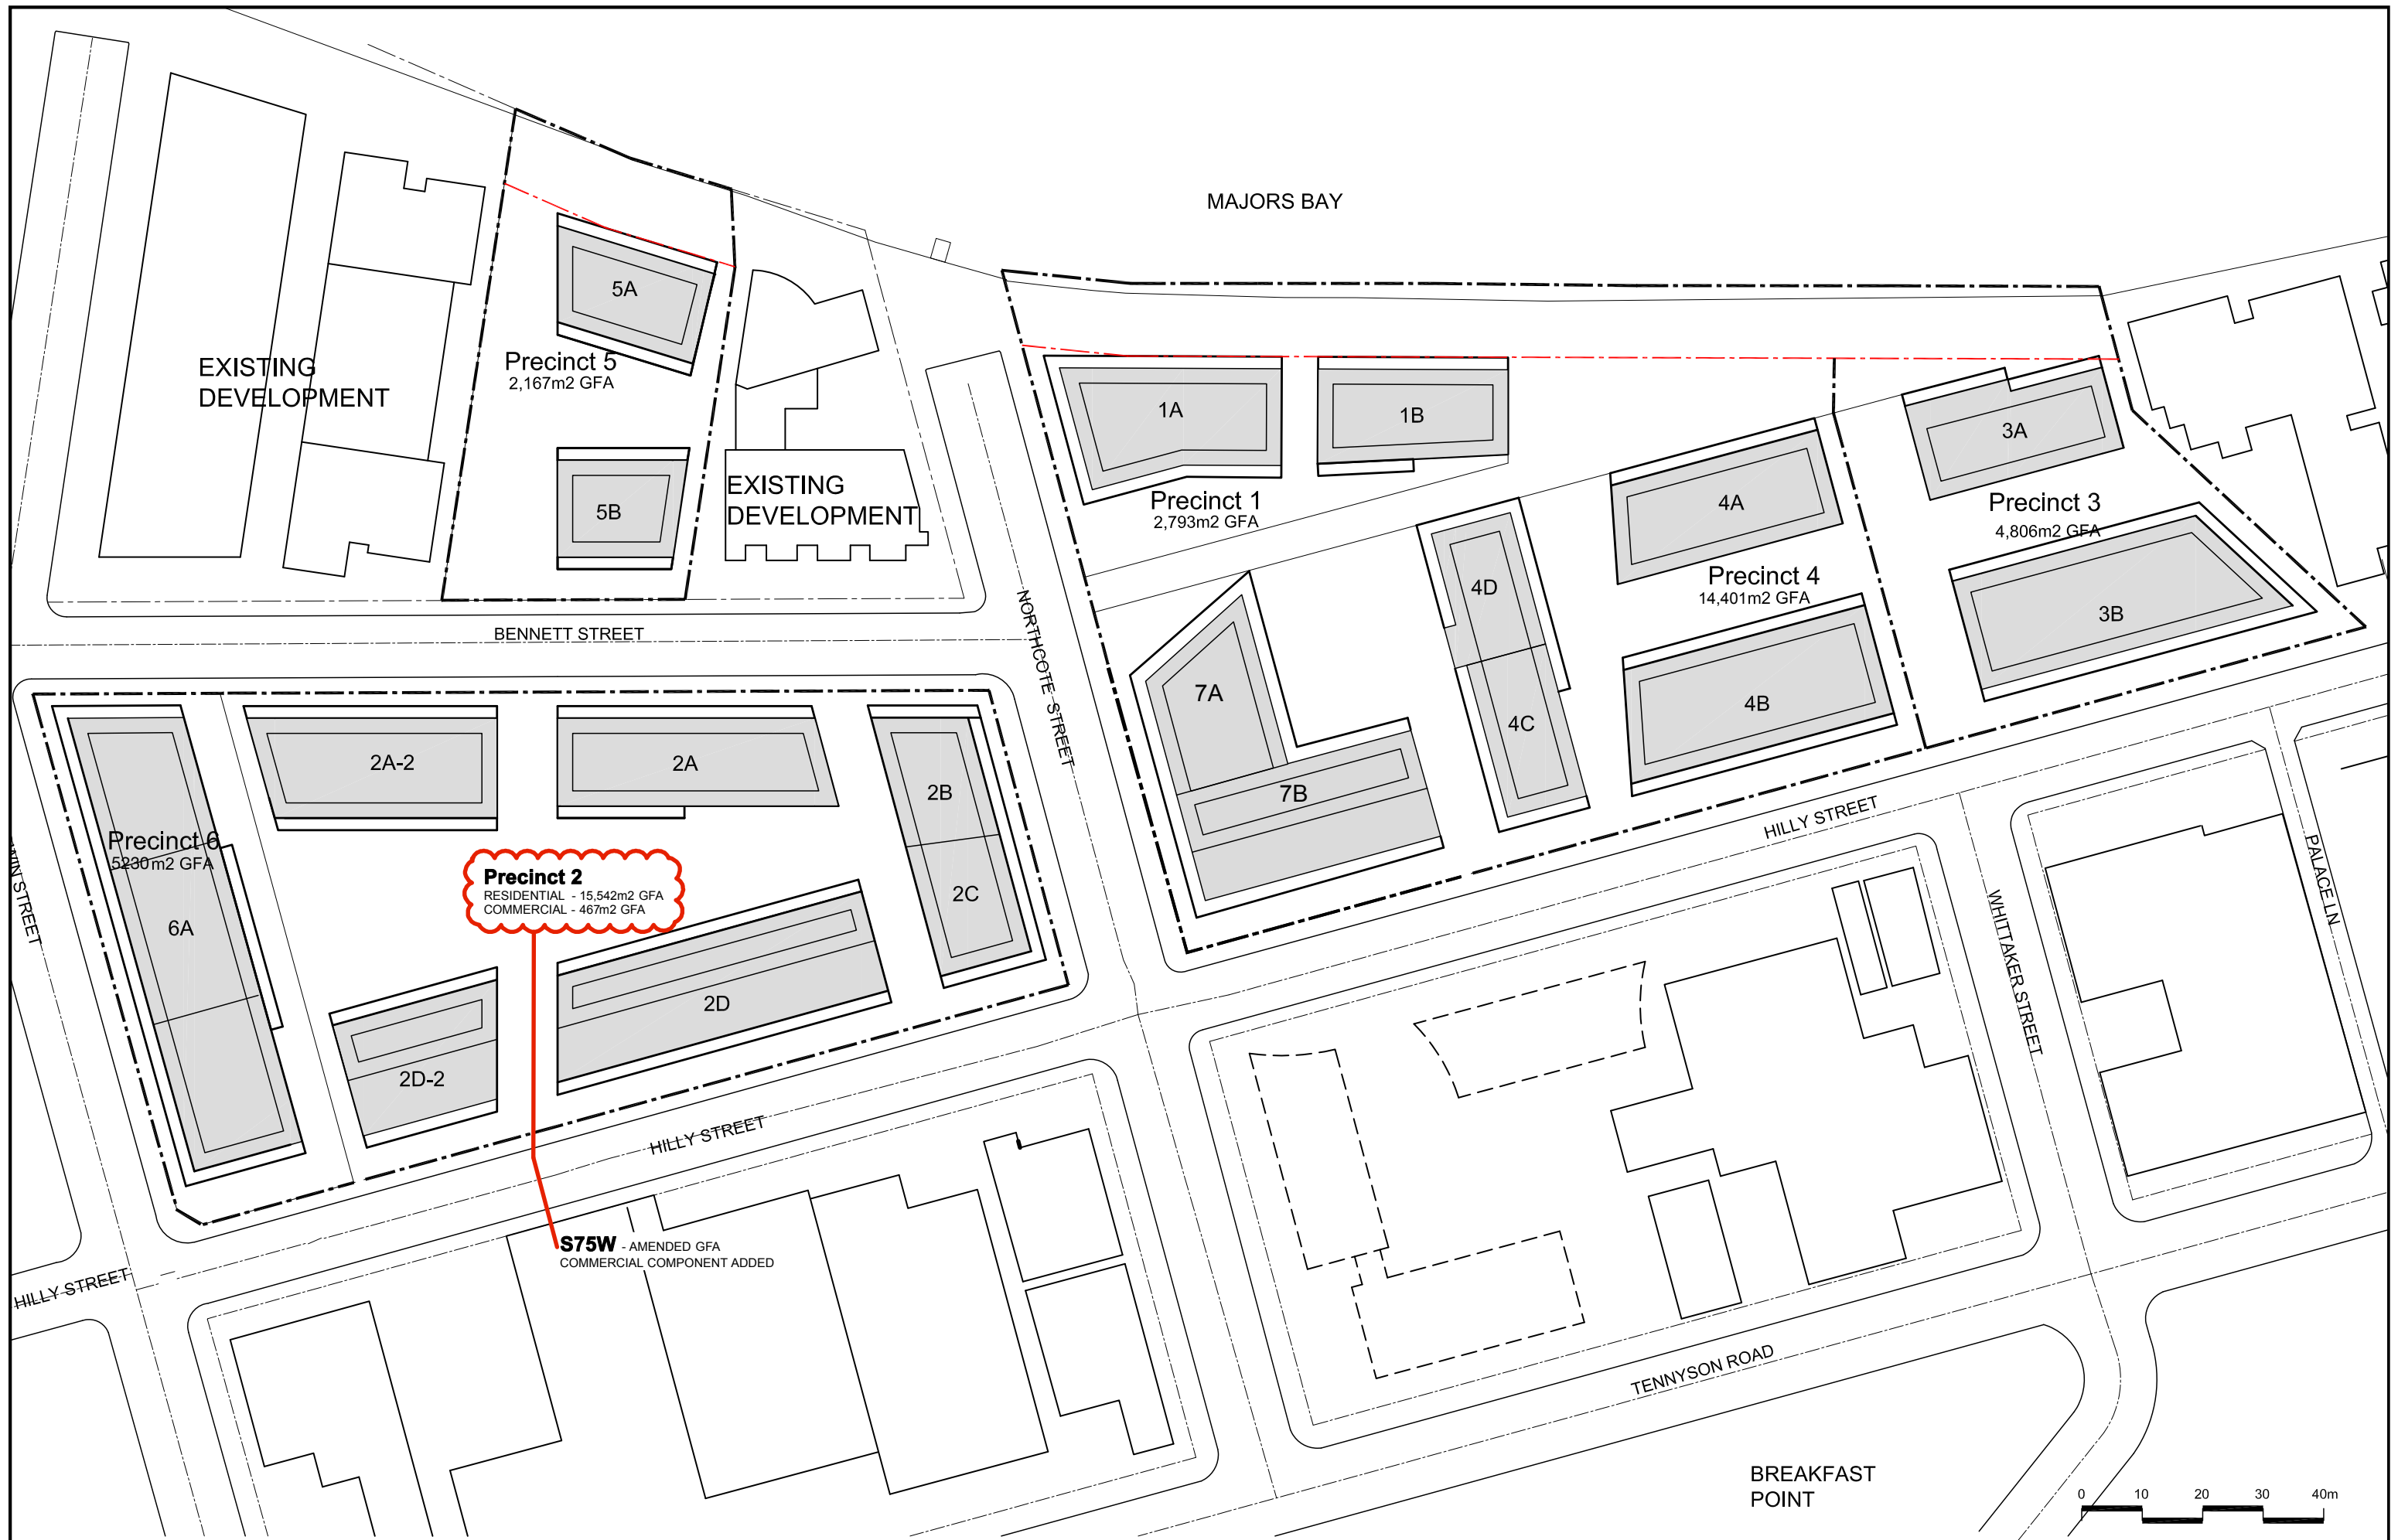 MAJORS BAY
5A
EXISTING
DEVELOPMENT
Precinct 5
2,167m2 GFA
5B
EXISTING
DEVELOPMENT
1A
1B
Precinct 1
2,793m2 GFA
3A
Precinct 3
4,806m2 GFA
3B
4A
Precinct 4
14,401m2 GFA
4B
4D
4C
7A
7B
BENNETT STREET
NORTHCOTE STREET
2A-2
2A
2B
2C
Precinct 6
5230m2 GFA
6A
Precinct 2
RESIDENTIAL - 15,542m2 GFA
COMMERCIAL - 467m2 GFA
2D
2D-2
WIN STREET
HILLY STREET
HILLY STREET
HILLY STREET
WHITTAKER STREET
PALACE LN
S75W - AMENDED GFA
COMMERCIAL COMPONENT ADDED
TENNYSON ROAD
BREAKFAST
POINT
0 10 20 30 40m